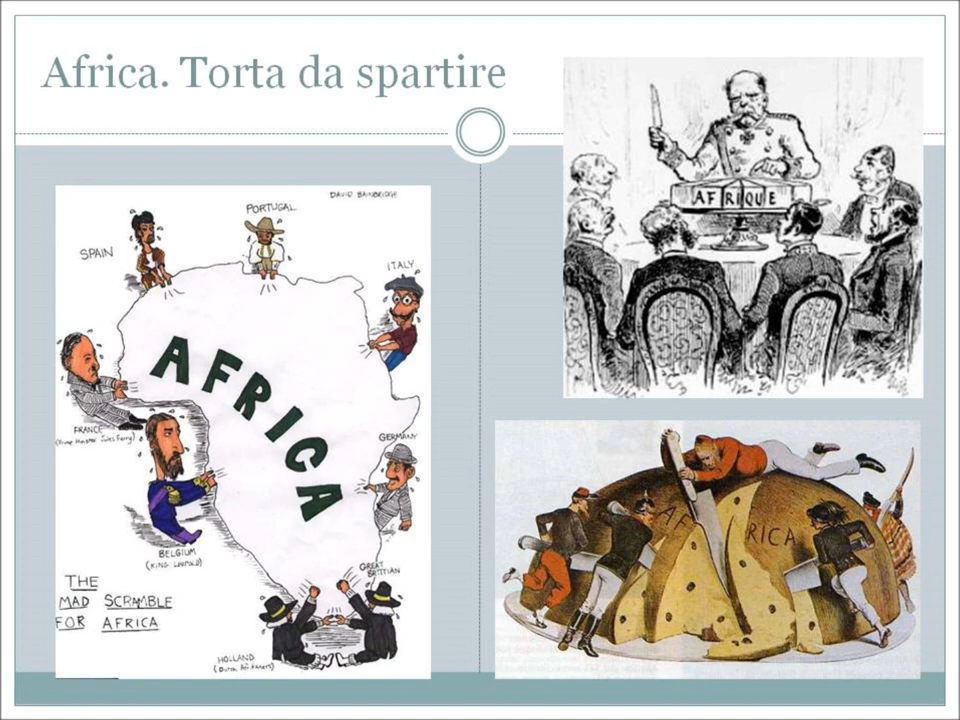 Africa. Torta da spartire
DAVID BAINBRIDGE
PORTUGAL
SPAIN
ITALY
AFRICA
FRANCE
(Prime Minister Jules Ferry)
GERMANY
BELGIUM
(KING LEOPOLD)
GREAT
BRITIAN
THE
MAD SCRAMBLE
FOR AFRICA
HOLLAND
(Dutch Afrikaners)
AFRIQUE
AFRICA